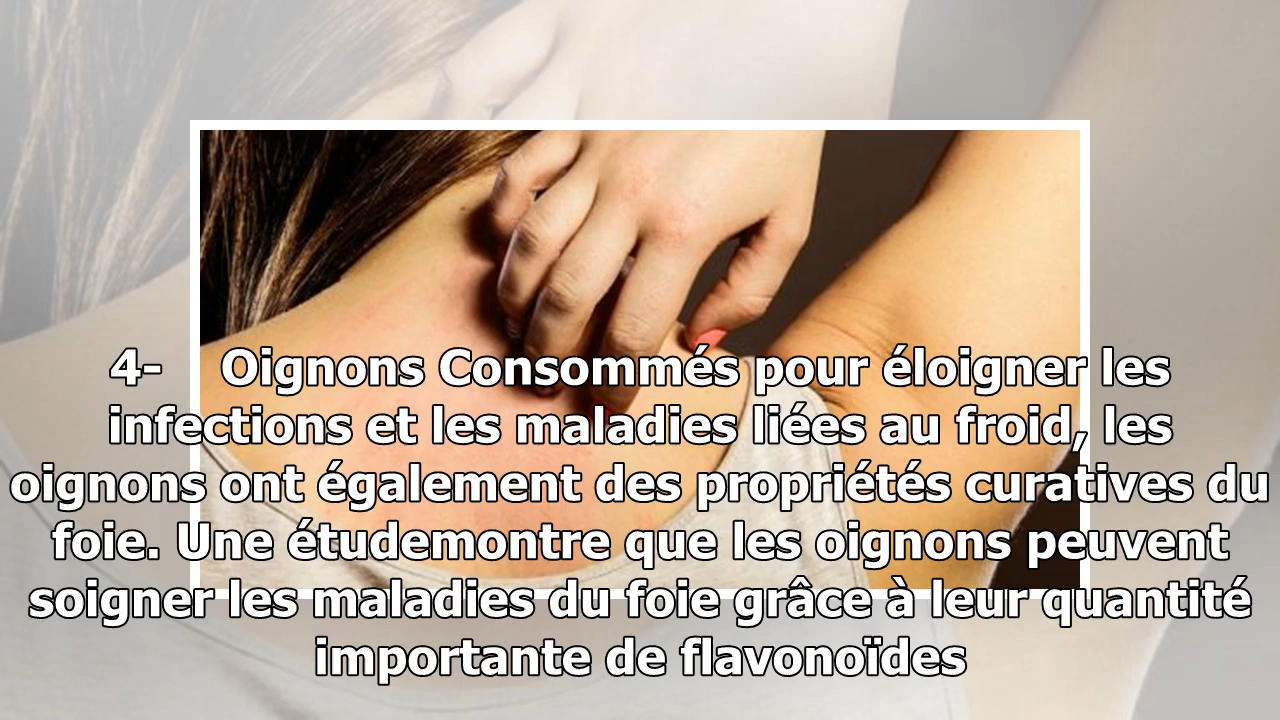 4- Oignons Consommés pour éloigner les
infections et les maladies liées au froid, les
oignons ont également des propriétés curatives du
foie. Une étudemontre que les oignons peuvent
soigner les maladies du foie grâce à leur quantité
importante de flavonoïdes